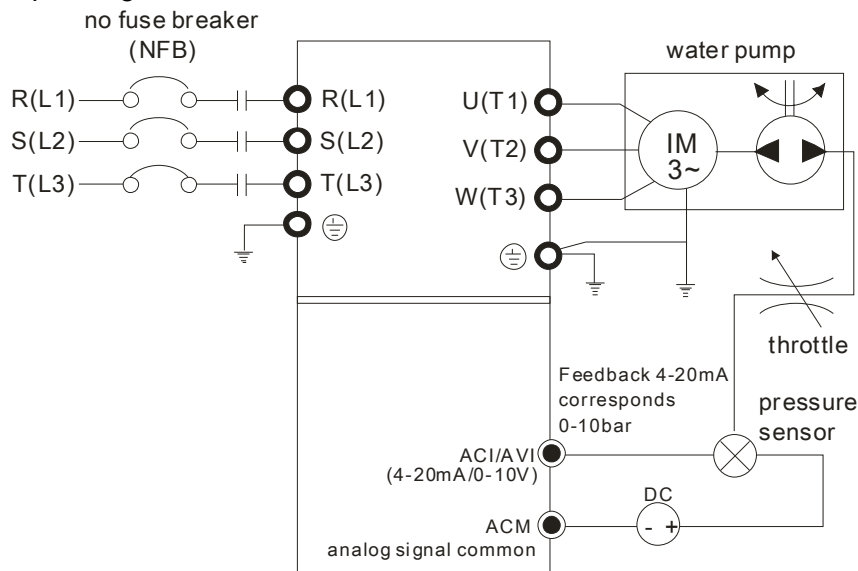 no fuse breaker
(NFB)
water pump
R(L1)
R(L1)
U(T1)
S(L2)
S(L2)
V(T2)
IM
3~
T(L3)
T(L3)
W(T3)
throttle
Feedback 4-20mA
corresponds
0-10bar
pressure
sensor
ACI/AVI
(4-20mA/0-10V)
DC
- +
ACM
analog signal common